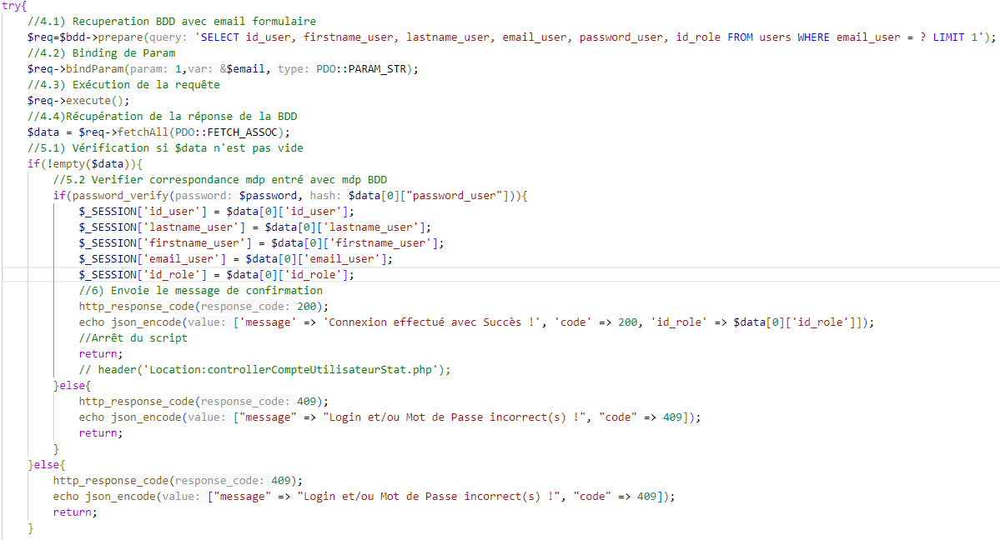 try{
//4.1) Recuperation BDD avec email formulaire
$req=$bdd->prepare(query: 'SELECT id_user, firstname_user, lastname_user, email_user, password_user, id_role FROM users WHERE email_user = ? LIMIT 1');
//4.2) Binding de Param
$req->bindParam(param: 1,var: &$email, type: PDO::PARAM_STR);
//4.3) Exécution de la requête
$req->execute();
//4.4)Récupération de la réponse de la BDD
$data = $req->fetchAll(PDO::FETCH_ASSOC);
//5.1) Vérification si $data n'est pas vide
if(!empty($data)){
//5.2 Verifier correspondance mdp entré avec mdp BDD
if(password_verify(password: $password, hash: $data[0]["password_user"])){
$_SESSION['id_user'] = $data[0]['id_user'];
$_SESSION['lastname_user'] = $data[0]['lastname_user'];
$_SESSION['firstname_user'] = $data[0]['firstname_user'];
$_SESSION['email_user'] = $data[0]['email_user'];
$_SESSION['id_role'] = $data[0]['id_role'];
//6) Envoie le message de confirmation
http_response_code(response_code: 200);
echo json_encode(value: ['message' => 'Connexion effectué avec Succès !', 'code' => 200, 'id_role' => $data[0]['id_role']]);
//Arrêt du script
return;
// header('Location:controllerCompteUtilisateurStat.php');
}else{
http_response_code(response_code: 409);
echo json_encode(value: ["message" => "Login et/ou Mot de Passe incorrect(s) !", "code" => 409]);
return;
}
}else{
http_response_code(response_code: 409);
echo json_encode(value: ["message" => "Login et/ou Mot de Passe incorrect(s) !", "code" => 409]);
return;
}